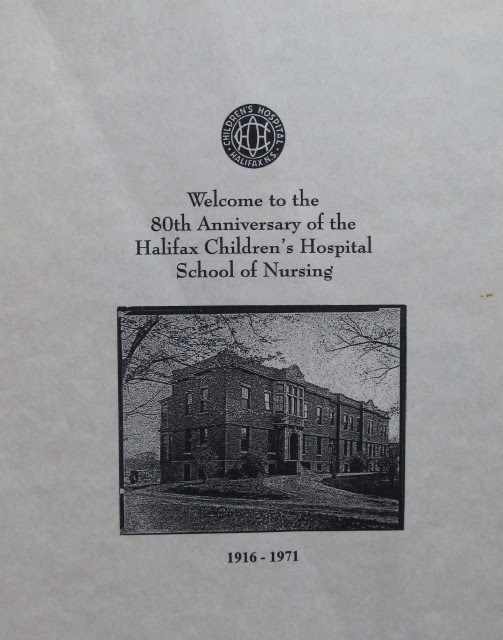 CHILDREN'S HOSPITAL
HALIFAX N.S.
Welcome to the
80th Anniversary of the
Halifax Children's Hospital
School of Nursing
1916 - 1971